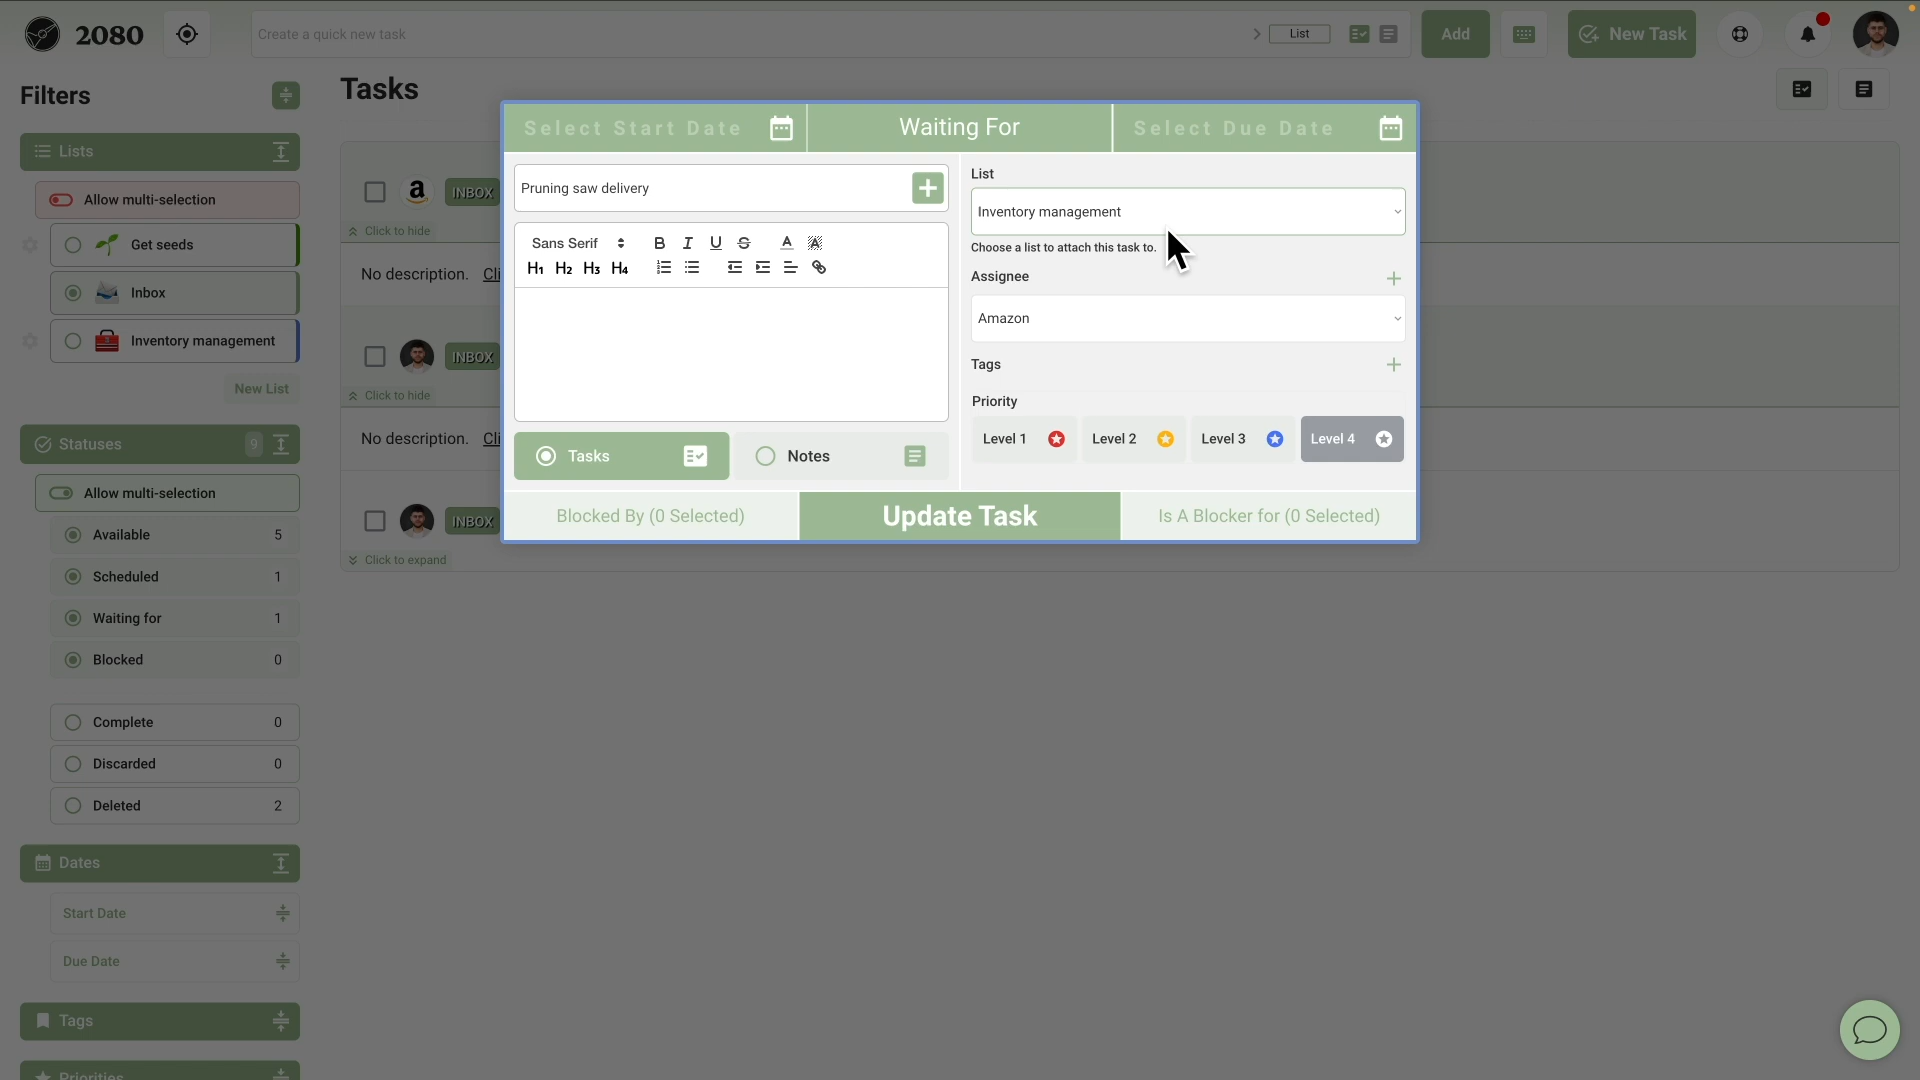 2080
Create a quick new task
List
Add
New Task
Filters
Tasks
Lists
Allow multi-selection
Get seeds
Inbox
Inventory management
New List
Statuses
9
Allow multi-selection
Available 5
Scheduled 1
Waiting for 1
Blocked 0
Complete 0
Discarded 0
Deleted 2
Dates
Start Date
Due Date
Tags
Priorities
INBOX
Click to hide
No description. Cli
INBOX
Click to hide
No description. Cli
INBOX
Click to expand
Select Start Date
Waiting For
Select Due Date
Pruning saw delivery
Sans Serif
B I U S A A
H1 H2 H3 H4
Tasks
Notes
List
Inventory management
Choose a list to attach this task to.
Assignee
Amazon
Tags
Priority
Level 1
Level 2
Level 3
Level 4
Blocked By (0 Selected)
Update Task
Is A Blocker for (0 Selected)